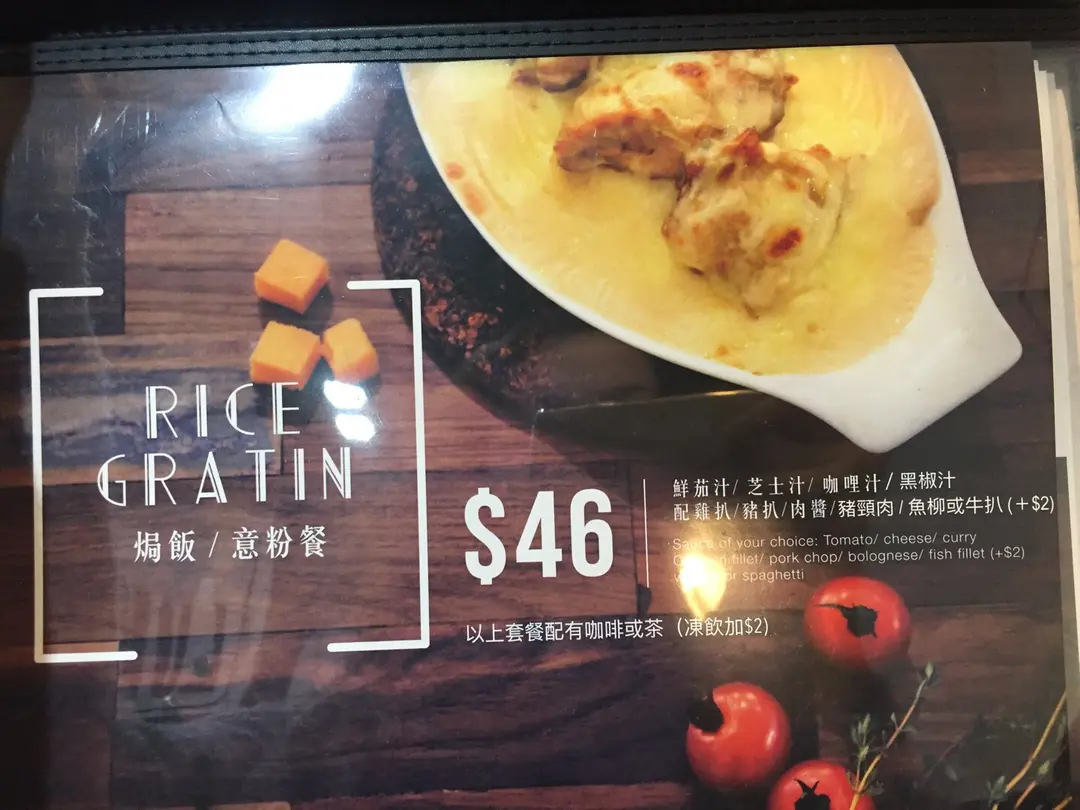 RICE
GRATIN
焗飯 / 意粉餐
$46
鮮茄汁/ 芝士汁/ 咖哩汁/ 黑椒汁
配雞扒/豬扒/肉醬/豬頸肉/魚柳或牛扒(+$2)
Sauce of your choice: Tomato/ cheese/ curry
fillet/ pork chop/ bolognese/ fish fillet (+$2)
or spaghetti
以上套餐配有咖啡或茶 (凍飲加$2)